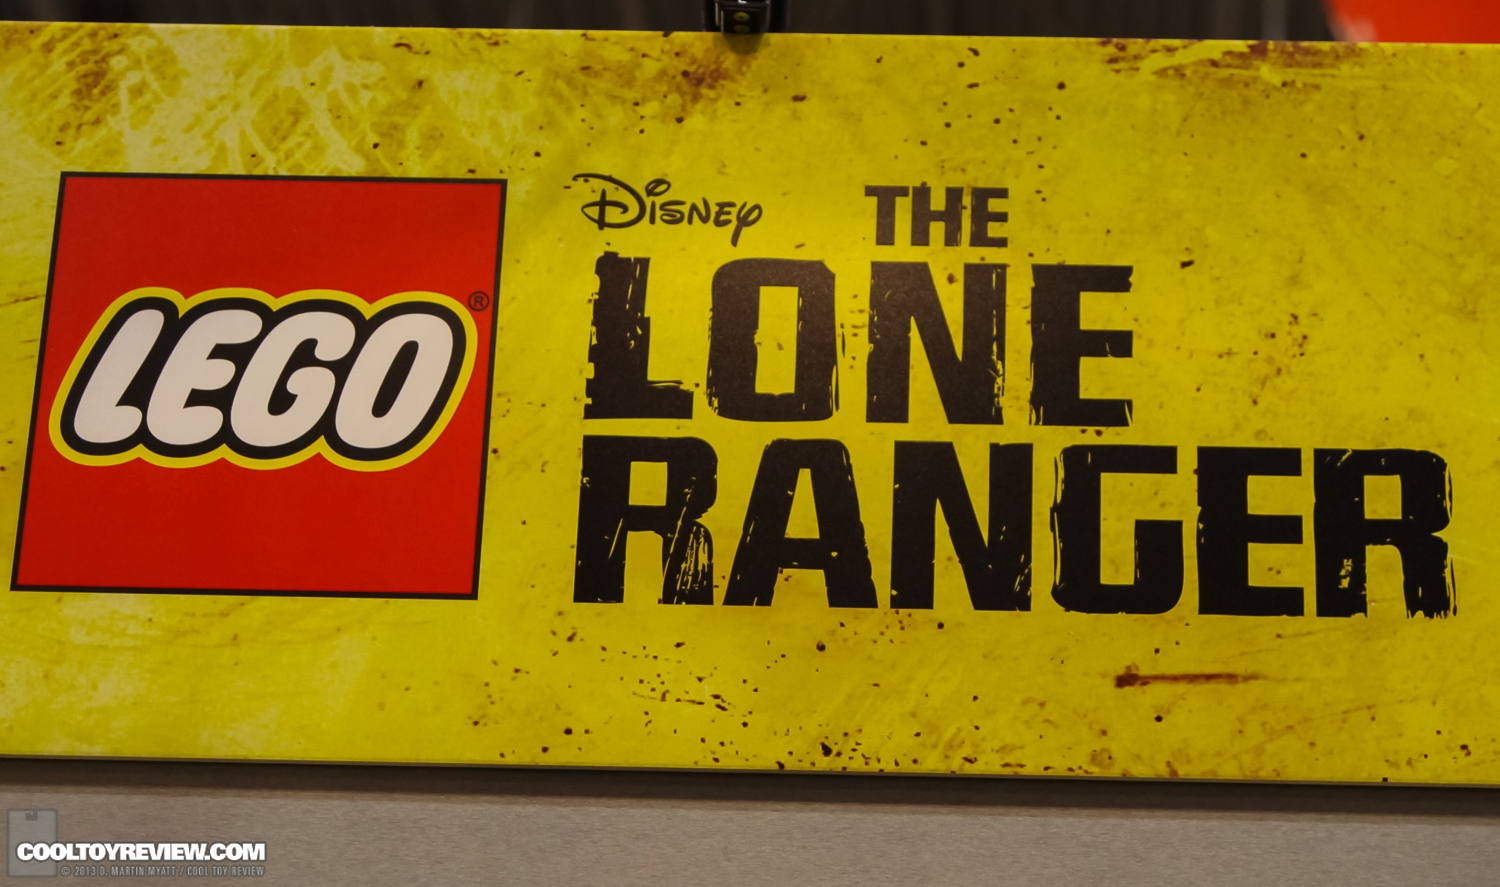 LEGO®
Disney
THE
LONE
RANGER
COOLTOYREVIEW.COM
© 2013 D. MARTIN MYATT / COOL TOY REVIEW